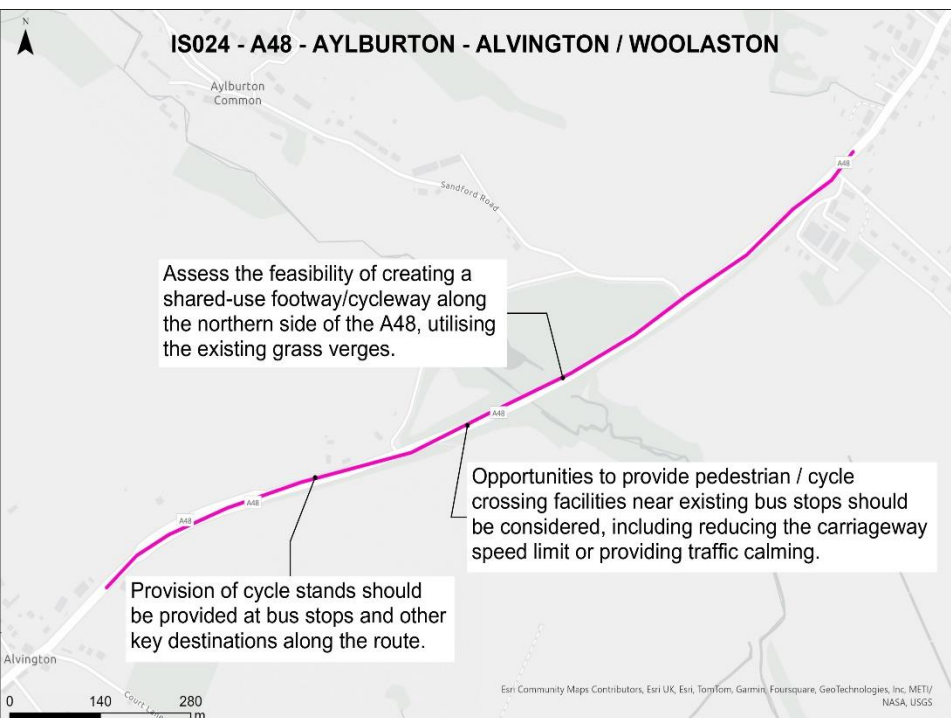 N
IS024 - A48 - AYLBURTON - ALVINGTON / WOOLASTON
Aylburton
Common
A48
Sandford Road
Assess the feasibility of creating a
shared-use footway/cycleway along
the northern side of the A48, utilising
the existing grass verges.
A48
Opportunities to provide pedestrian / cycle
crossing facilities near existing bus stops should
be considered, including reducing the carriageway
speed limit or providing traffic calming.
A48
A48
Provision of cycle stands should
be provided at bus stops and other
key destinations along the route.
Alvington
Court Lane
0 140 280
m
Esri Community Maps Contributors, Esri UK, Esri, TomTom, Garmin, Foursquare, GeoTechnologies, Inc, METI/
NASA, USGS